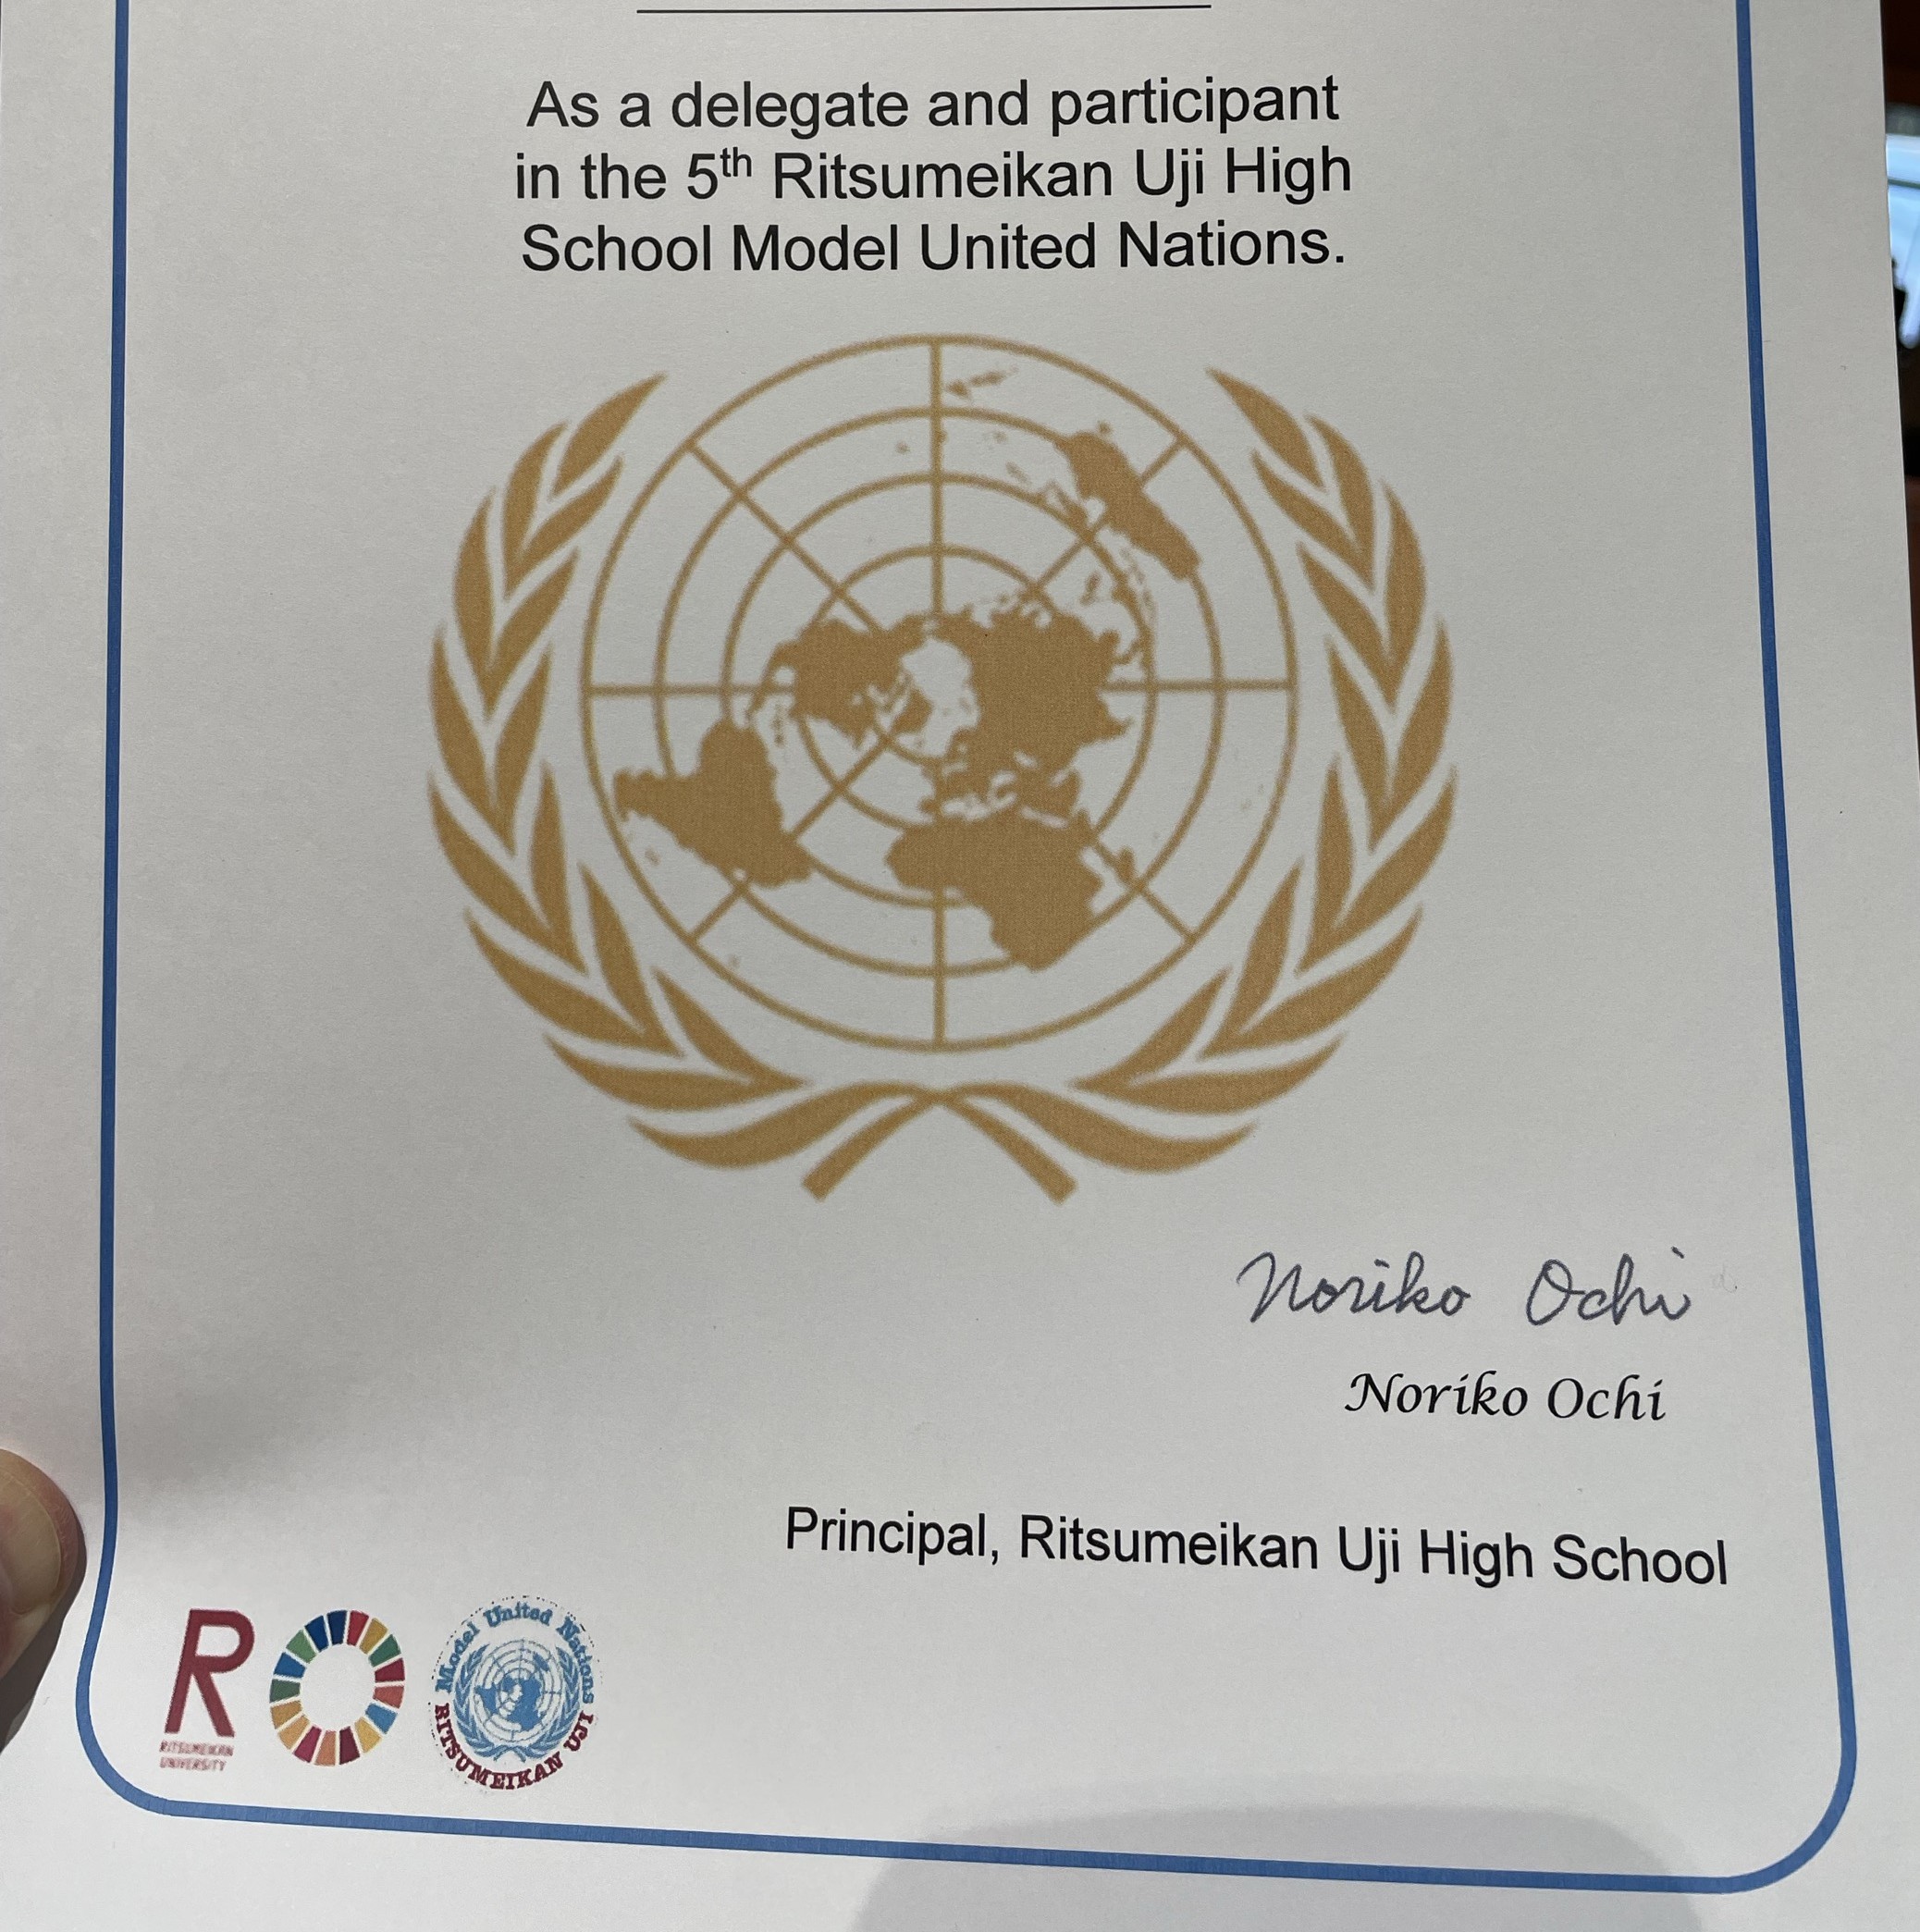 As a delegate and participant
in the 5th Ritsumeikan Uji High
School Model United Nations.
Noriko Ochi
Noriko Ochi
Principal, Ritsumeikan Uji High School
R
RITSUMEIKAN
UNIVERSITY
Model United Nations
RITSUMEIKAN UJI